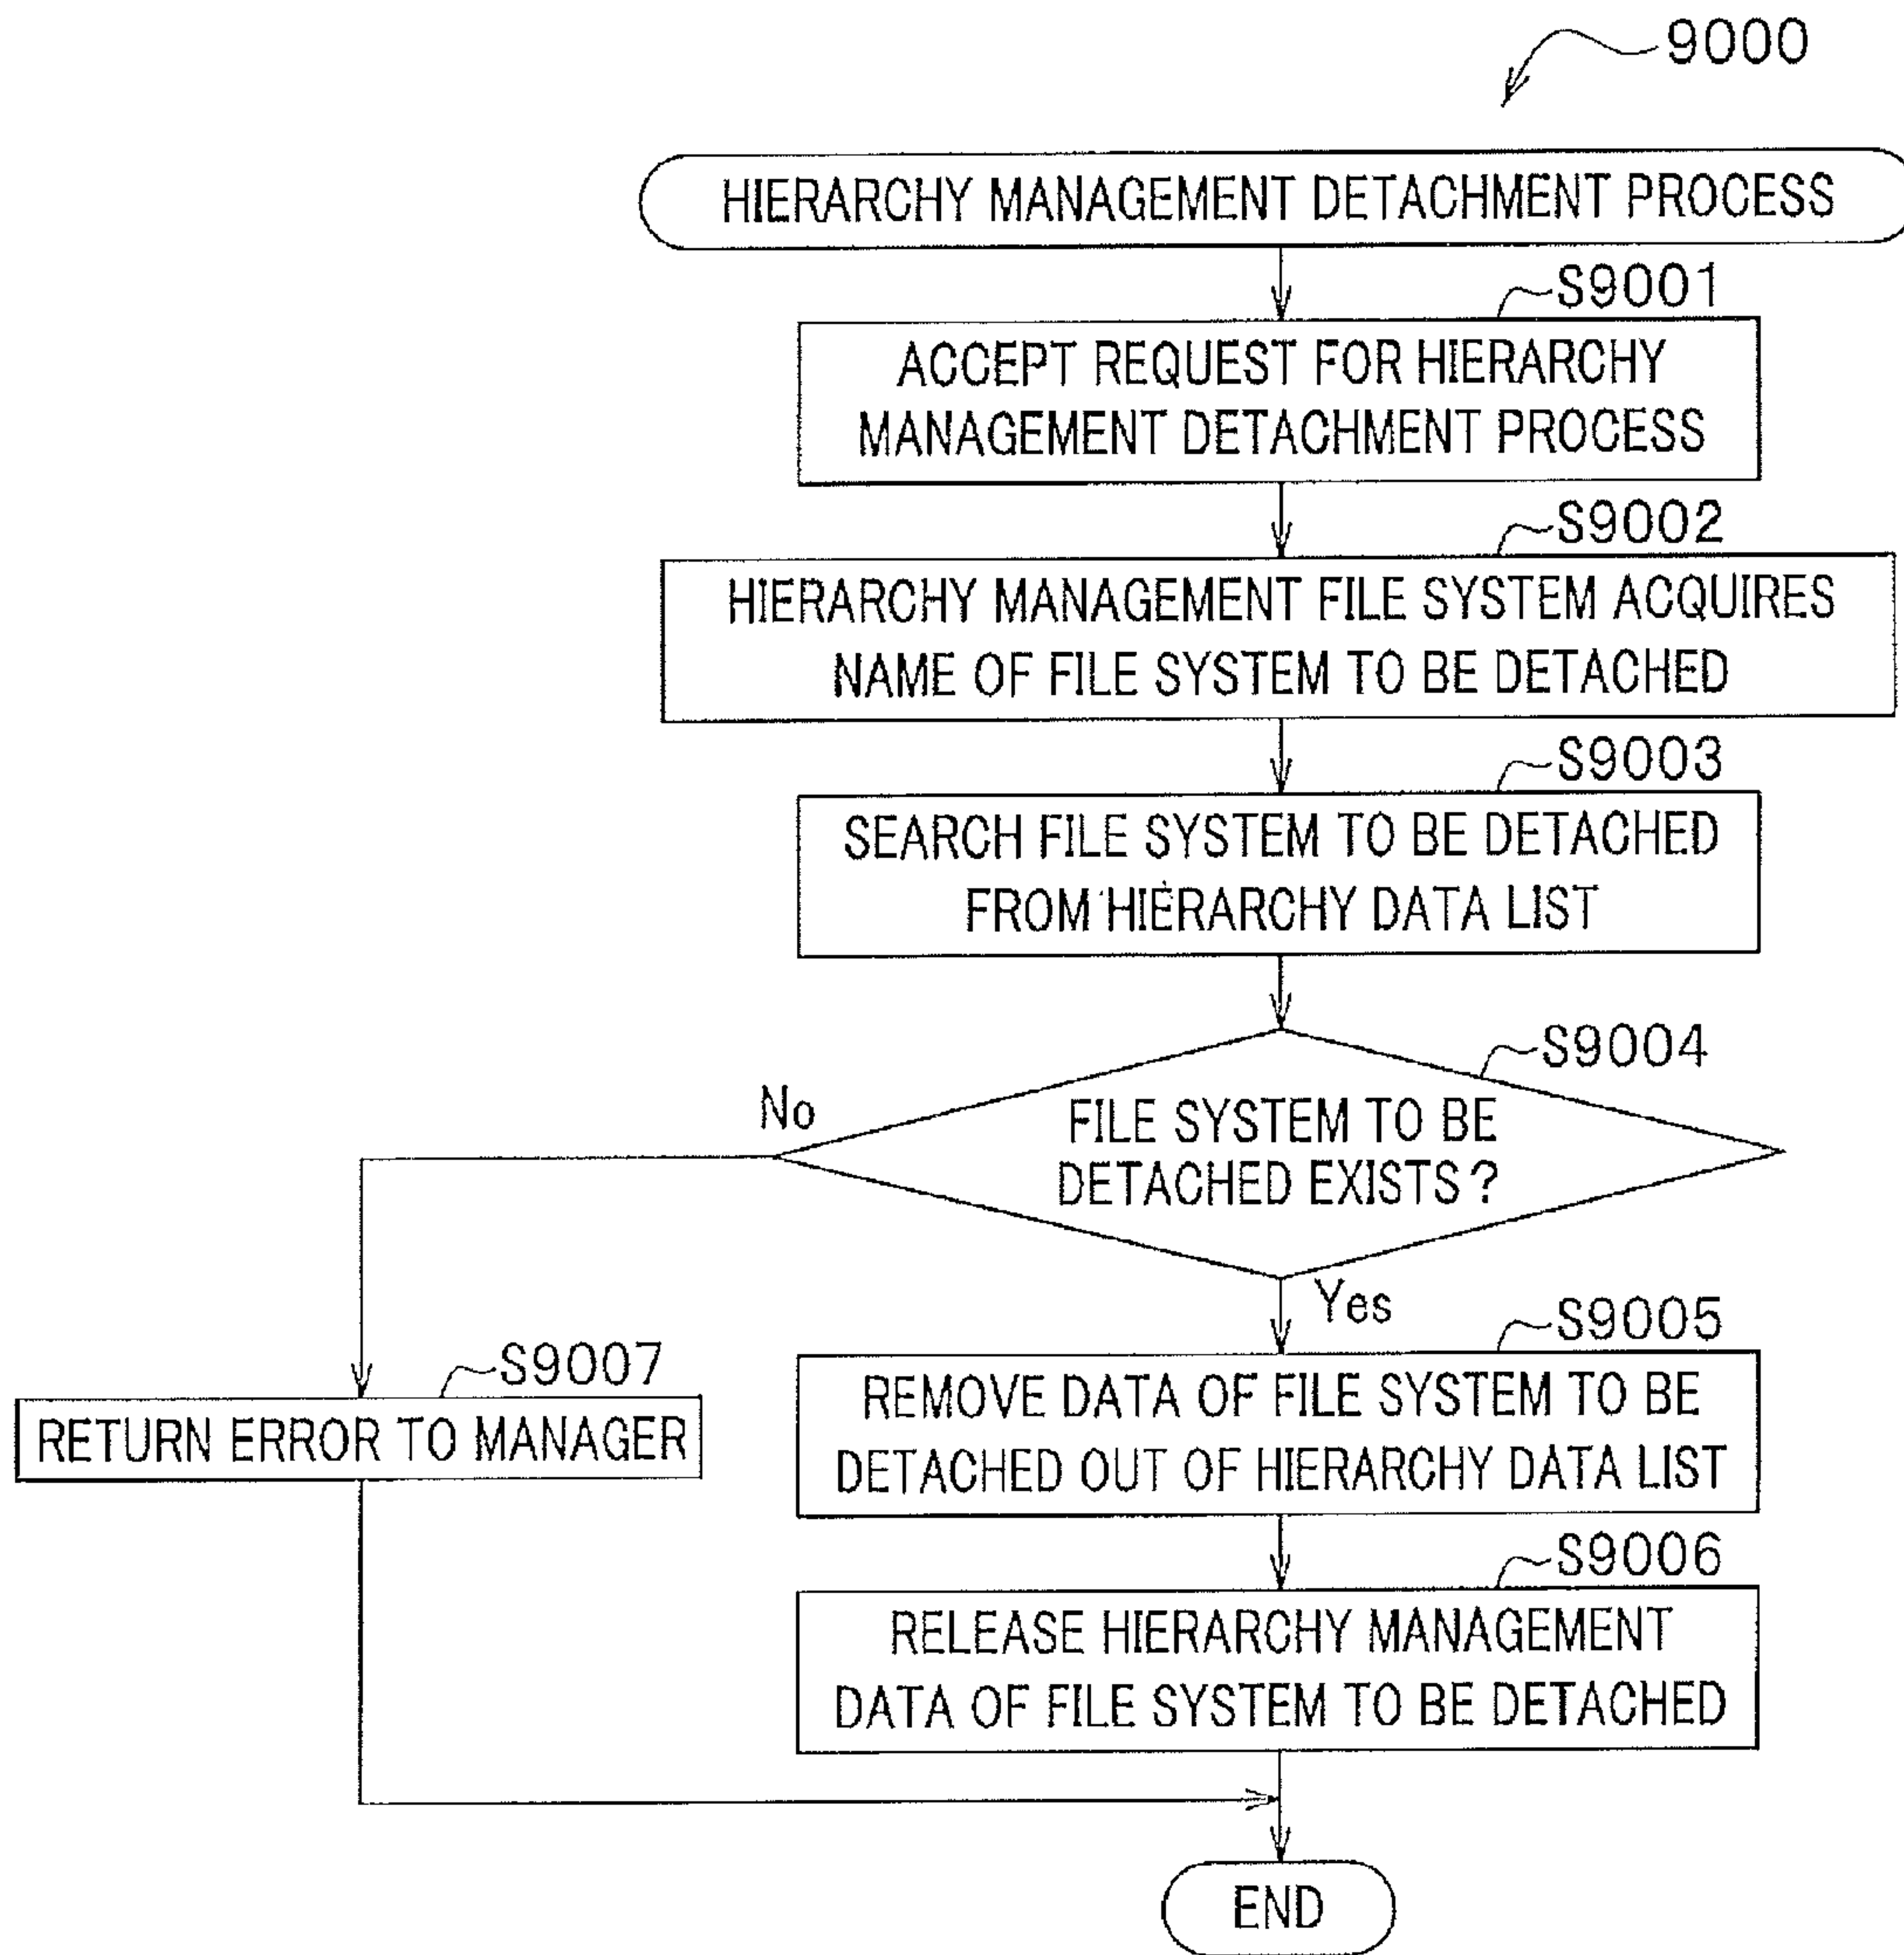 9000
HIERARCHY MANAGEMENT DETACHMENT PROCESS
S9001
ACCEPT REQUEST FOR HIERARCHY
MANAGEMENT DETACHMENT PROCESS
S9002
HIERARCHY MANAGEMENT FILE SYSTEM ACQUIRES
NAME OF FILE SYSTEM TO BE DETACHED
S9003
SEARCH FILE SYSTEM TO BE DETACHED
FROM HIERARCHY DATA LIST
S9004
No
FILE SYSTEM TO BE
DETACHED EXISTS?
Yes
S9005
REMOVE DATA OF FILE SYSTEM TO BE
DETACHED OUT OF HIERARCHY DATA LIST
S9007
RETURN ERROR TO MANAGER
S9006
RELEASE HIERARCHY MANAGEMENT
DATA OF FILE SYSTEM TO BE DETACHED
END